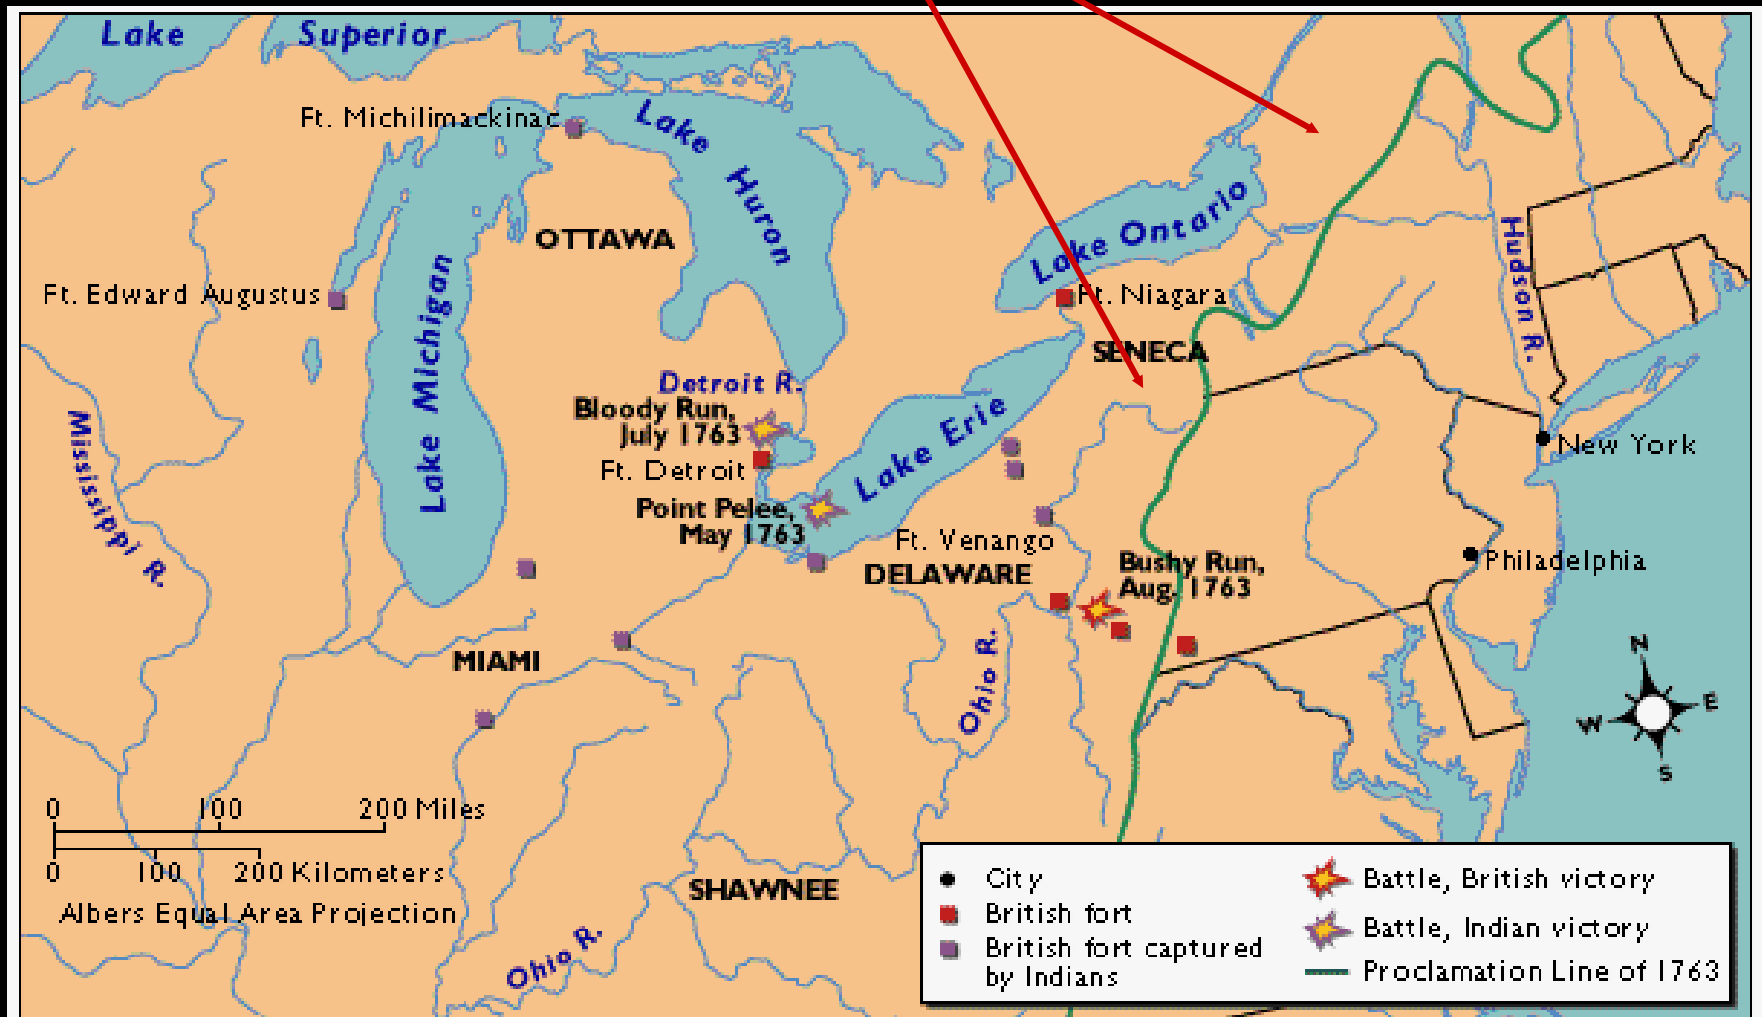 Lake Superior
Ft. Michilimackinac
Lake Huron
OTTAWA
Lake Ontario
Hudson R.
Ft. Edward Augustus
Lake Michigan
Ft. Niagara
SENECA
Detroit R.
Bloody Run,
July 1763
Ft. Detroit
Lake Erie
Mississippi R.
New York
Point Pelee,
May 1763
Ft. Venango
DELAWARE
Bushy Run,
Aug. 1763
Philadelphia
MIAMI
Ohio R.
N
W
E
S
0 100 200 Miles
0 100 200 Kilometers
Albers Equal Area Projection
SHAWNEE
Ohio R.
City
British fort
British fort captured
by Indians
Battle, British victory
Battle, Indian victory
Proclamation Line of 1763